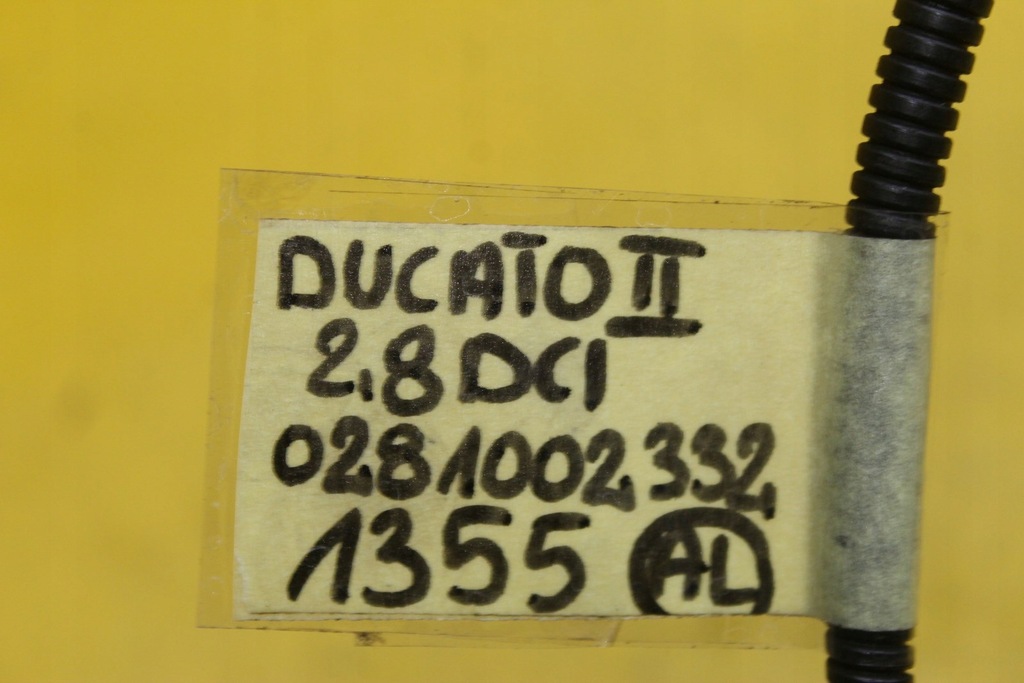 DUCATO II
2.8 DCI
0281002332
1355 AL